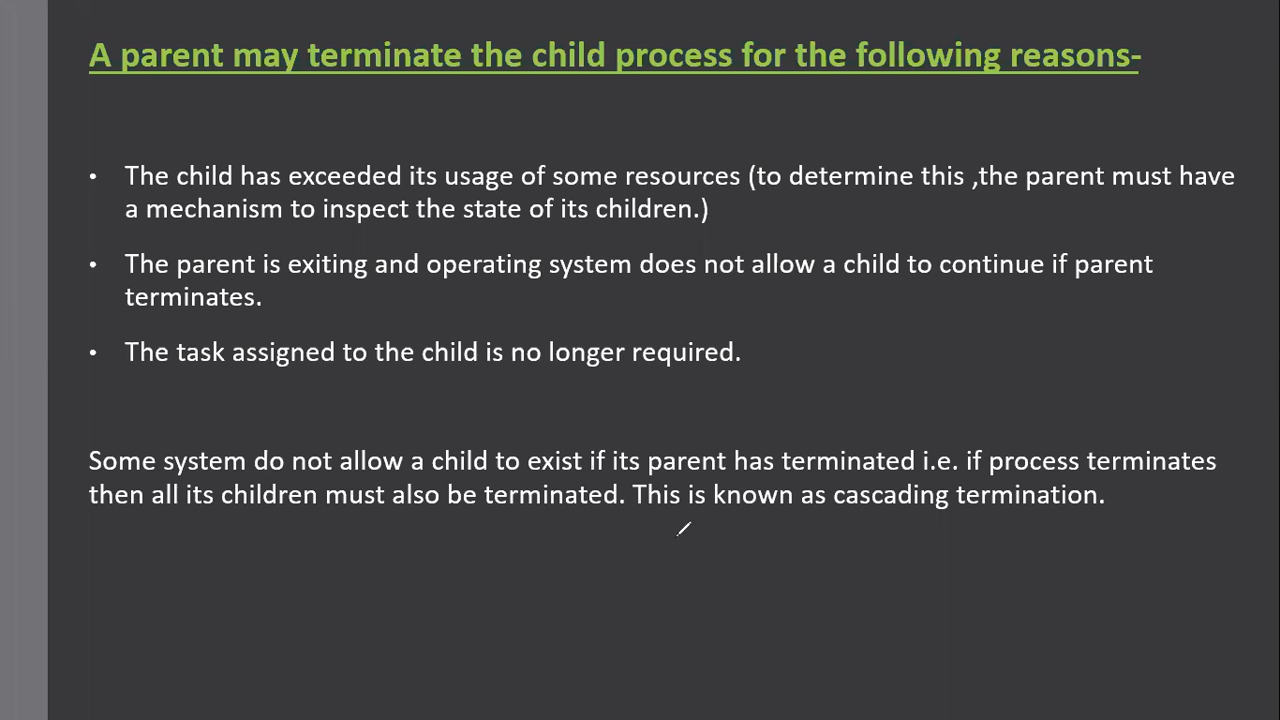 A parent may terminate the child process for the following reasons-
• The child has exceeded its usage of some resources (to determine this ,the parent must have
a mechanism to inspect the state of its children.)
• The parent is exiting and operating system does not allow a child to continue if parent
terminates.
• The task assigned to the child is no longer required.
Some system do not allow a child to exist if its parent has terminated i.e. if process terminates
then all its children must also be terminated. This is known as cascading termination.